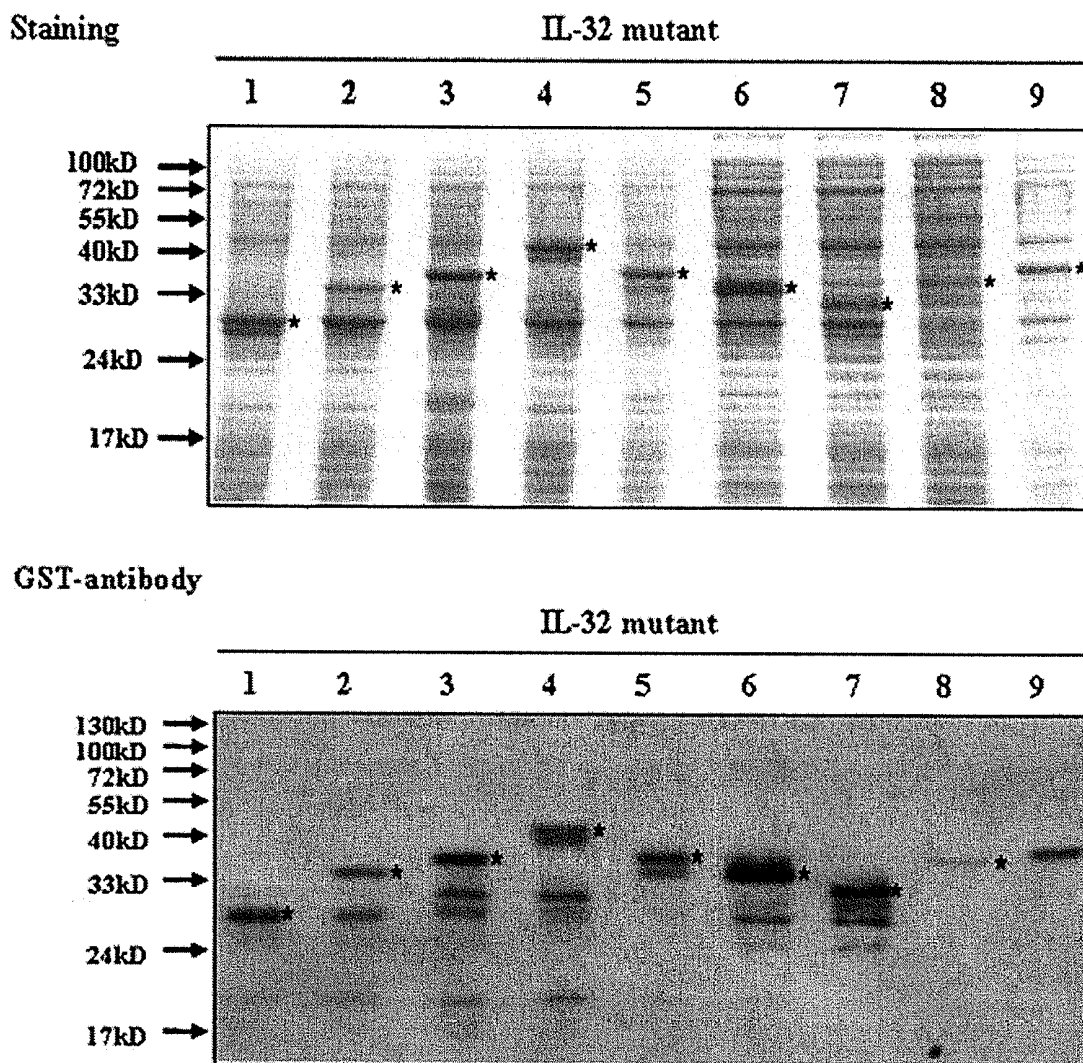 Staining
IL-32 mutant
1 2 3 4 5 6 7 8 9
100kD
72kD
55kD
40kD
33kD
24kD
17kD
*
*
*
*
*
*
*
*
*
GST-antibody
IL-32 mutant
1 2 3 4 5 6 7 8 9
130kD
100kD
72kD
55kD
40kD
33kD
24kD
17kD
*
*
*
*
*
*
*
*